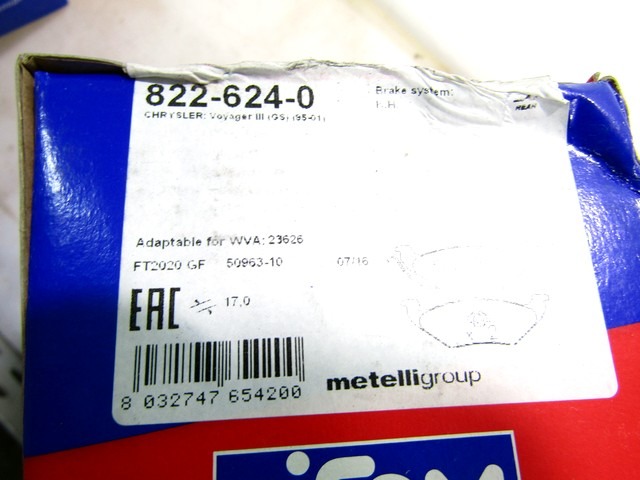 822-624-0
CHRYSLER: Voyager III (GS) (95-01)
Brake system:
REAR
Adaptable for WVA: 23626
FT2020 GF 50963-10 07/16
EAC 17,0
8 032747 654200
metelligroup